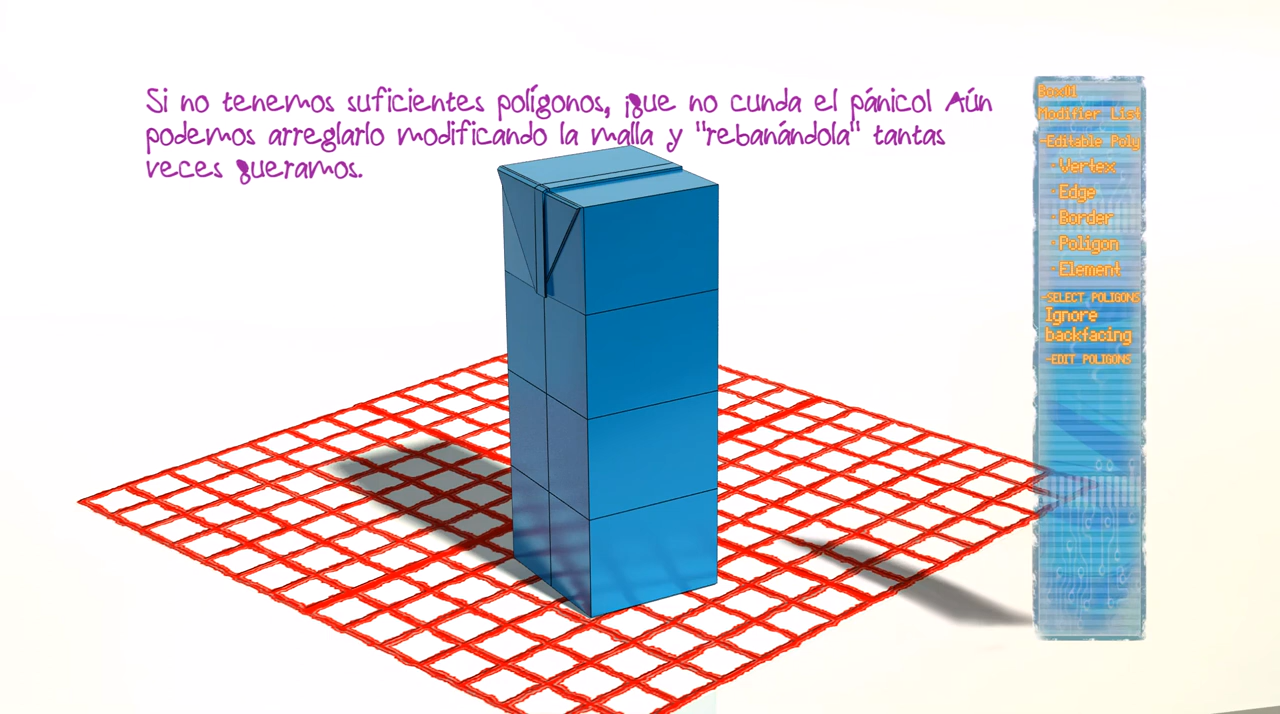 Si no tenemos suficientes polígonos, ¡que no cunda el pánico! Aún
podemos arreglarlo modificando la malla y "rebanándola" tantas
veces queramos.
Box01
Modifier List
-Editable Poly
·Vertex
·Edge
·Border
·Poligon
·Element
-SELECT POLIGONS
Ignore
backfacing
-EDIT POLIGONS